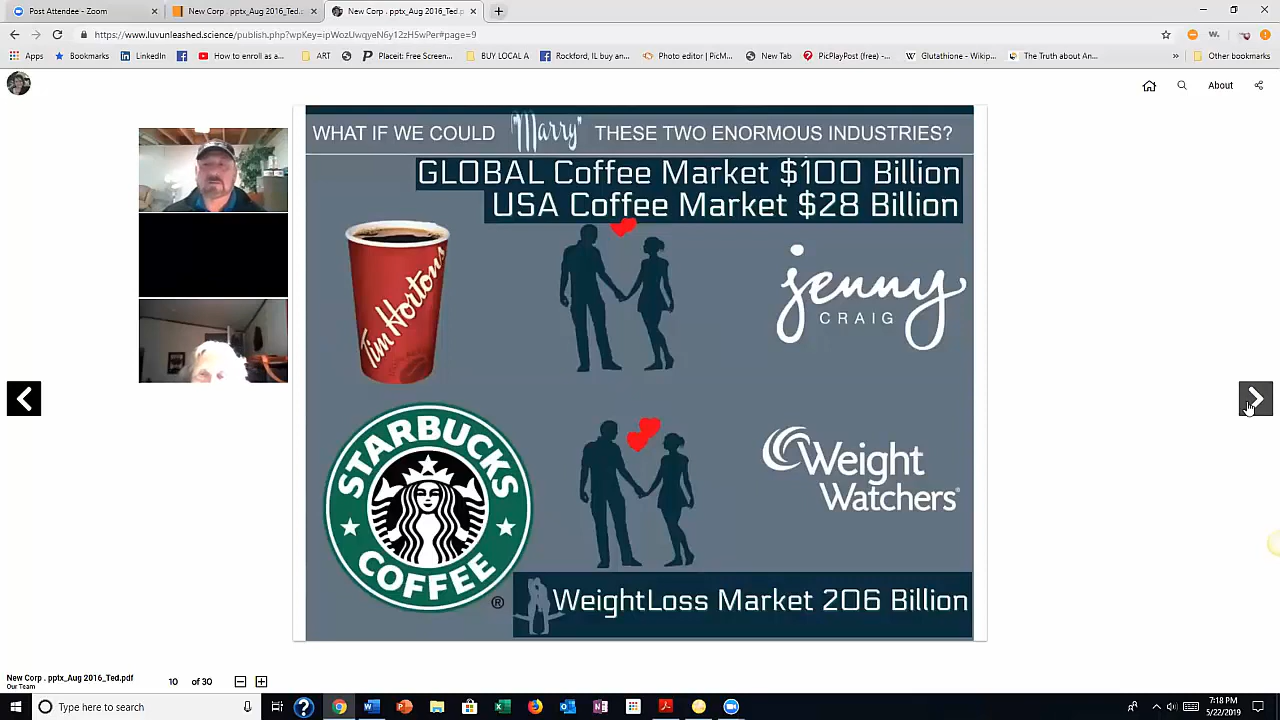 Post Attendee - Zoom
New Corp . pptx_Aug 2016_Ted.pdf
New Corp . pptx_Aug 2016_Ted.pdf
https://www.luvunleashed.science/publish.php?wpKey=ipWozUwqyeN6y12zH5wPer#page=9
Apps
Bookmarks
LinkedIn
How to enroll as a...
ART
Placeit: Free Screen...
BUY LOCAL A
Rockford, IL buy an...
Photo editor | PicM...
New Tab
PicPlayPost (free) -...
Glutathione - Wikip...
The Truth about An...
Other bookmarks
About
WHAT IF WE COULD "Marry" THESE TWO ENORMOUS INDUSTRIES?
GLOBAL Coffee Market $100 Billion
USA Coffee Market $28 Billion
Tim Hortons
jenny
CRAIG
STARBUCKS
COFFEE
®
Weight
Watchers®
WeightLoss Market 206 Billion
New Corp . pptx_Aug 2016_Ted.pdf
Our Team
10 of 30
Type here to search
7:18 PM
5/22/2019